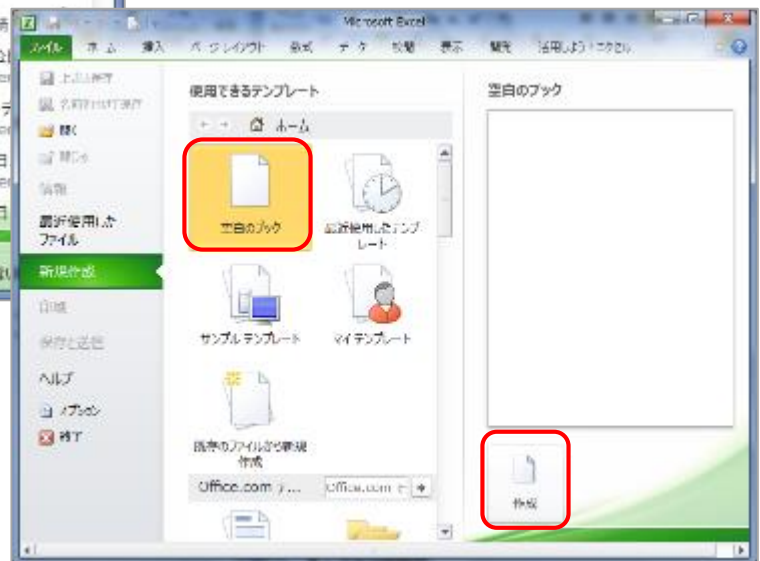 Microsoft Excel
ファイル ホーム 挿入 ページ レイアウト 数式 データ 校閲 表示 開発
上書き保存
名前を付けて保存
開く
閉じる
情報
最近使用した
ファイル
新規作成
印刷
保存と送信
ヘルプ
オプション
終了
使用できるテンプレート
ホーム
空白のブック
最近使用したテンプ
レート
サンプル テンプレート
マイ テンプレート
既存のファイルから新規
作成
Office.com テ...
Office.com で
空白のブック
作成